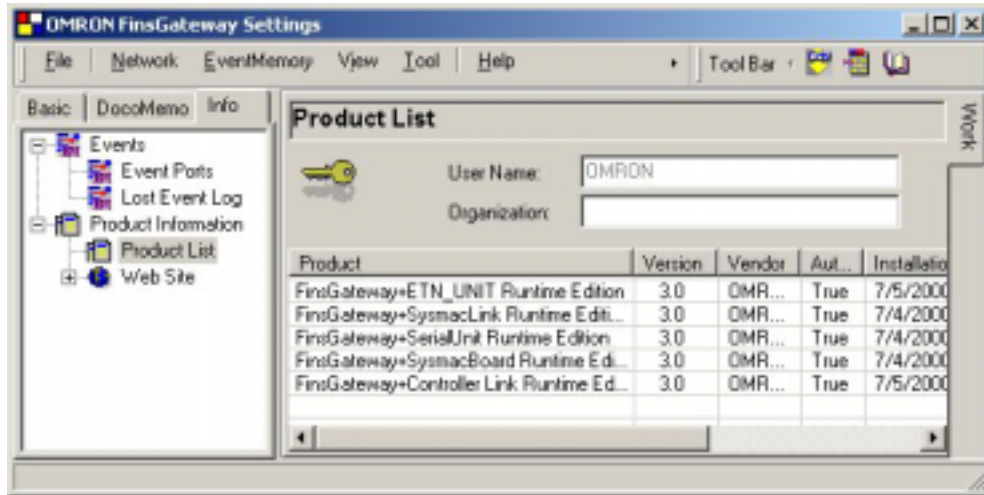 OMRON FinsGateway Settings
File Network EventMemory View Tool Help Tool Bar
Basic DocoMemo Info
Events
Event Ports
Lost Event Log
Product Information
Product List
Web Site
Product List
User Name: OMRON
Organization:
Product Version Vendor Aut... Installatio
FinsGateway+ETN_UNIT Runtime Edition 3.0 OMR... True 7/5/2000
FinsGateway+SysmacLink Runtime Editi... 3.0 OMR... True 7/4/2000
FinsGateway+SerialUnit Runtime Edition 3.0 OMR... True 7/4/2000
FinsGateway+SysmacBoard Runtime Edi... 3.0 OMR... True 7/4/2000
FinsGateway+Controller Link Runtime Ed... 3.0 OMR... True 7/5/2000
Work